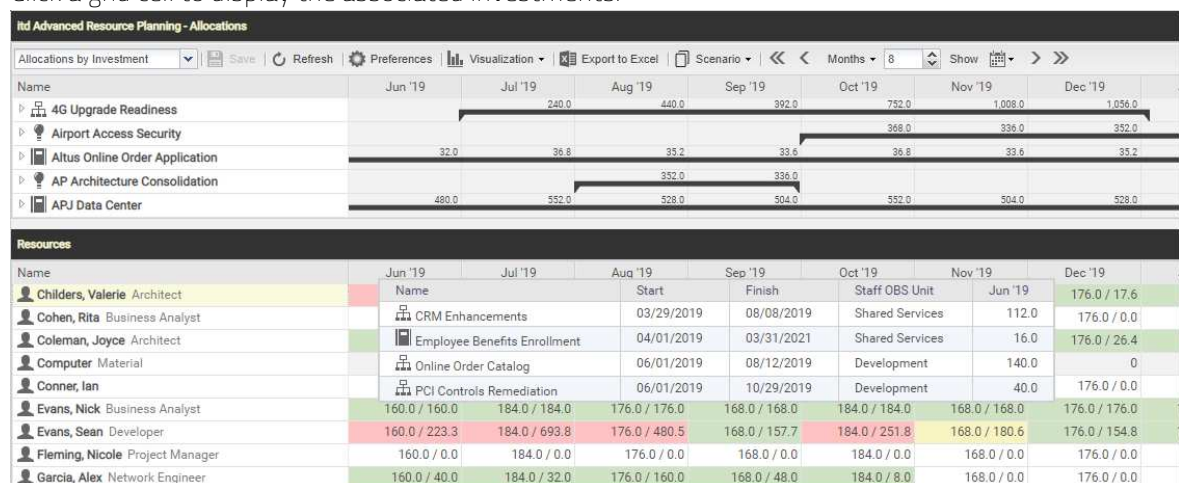 Click a grid cell to display the associated investments.
itd Advanced Resource Planning - Allocations
Allocations by Investment Save Refresh Preferences Visualization Export to Excel Scenario Months 8 Show
Name Jun '19 Jul '19 Aug '19 Sep '19 Oct '19 Nov '19 Dec '19
4G Upgrade Readiness 240.0 440.0 392.0 752.0 1,008.0 1,056.0
Airport Access Security 368.0 336.0 352.0
Altus Online Order Application 32.0 36.8 35.2 33.6 36.8 33.6 35.2
AP Architecture Consolidation 352.0 336.0
APJ Data Center 480.0 552.0 528.0 504.0 552.0 504.0 528.0
Resources
Name Jun '19 Jul '19 Aug '19 Sep '19 Oct '19 Nov '19 Dec '19
Childers, Valerie Architect 176.0 / 17.6
Cohen, Rita Business Analyst 176.0 / 0.0
Coleman, Joyce Architect 176.0 / 26.4
Computer Material 0
Conner, Ian 176.0 / 0.0
Name Start Finish Staff OBS Unit Jun '19
CRM Enhancements 03/29/2019 08/08/2019 Shared Services 112.0
Employee Benefits Enrollment 04/01/2019 03/31/2021 Shared Services 16.0
Online Order Catalog 06/01/2019 08/12/2019 Development 140.0
PCI Controls Remediation 06/01/2019 10/29/2019 Development 40.0
Evans, Nick Business Analyst 160.0 / 160.0 184.0 / 184.0 176.0 / 176.0 168.0 / 168.0 184.0 / 184.0 168.0 / 168.0 176.0 / 176.0
Evans, Sean Developer 160.0 / 223.3 184.0 / 693.8 176.0 / 480.5 168.0 / 157.7 184.0 / 251.8 168.0 / 180.6 176.0 / 154.8
Fleming, Nicole Project Manager 160.0 / 0.0 184.0 / 0.0 176.0 / 0.0 168.0 / 0.0 184.0 / 0.0 168.0 / 0.0 176.0 / 0.0
Garcia, Alex Network Engineer 160.0 / 40.0 184.0 / 32.0 176.0 / 160.0 168.0 / 48.0 184.0 / 8.0 168.0 / 0.0 176.0 / 0.0